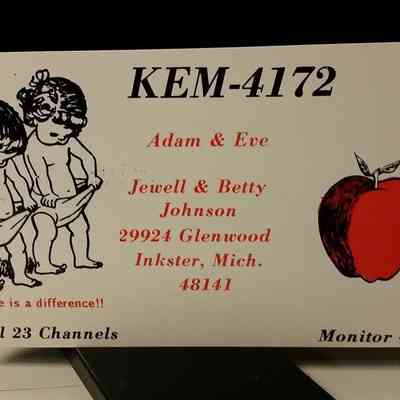 KEM-4172
Adam & Eve
Jewell & Betty
Johnson
29924 Glenwood
Inkster, Mich.
48141
e is a difference!!
l 23 Channels
Monitor